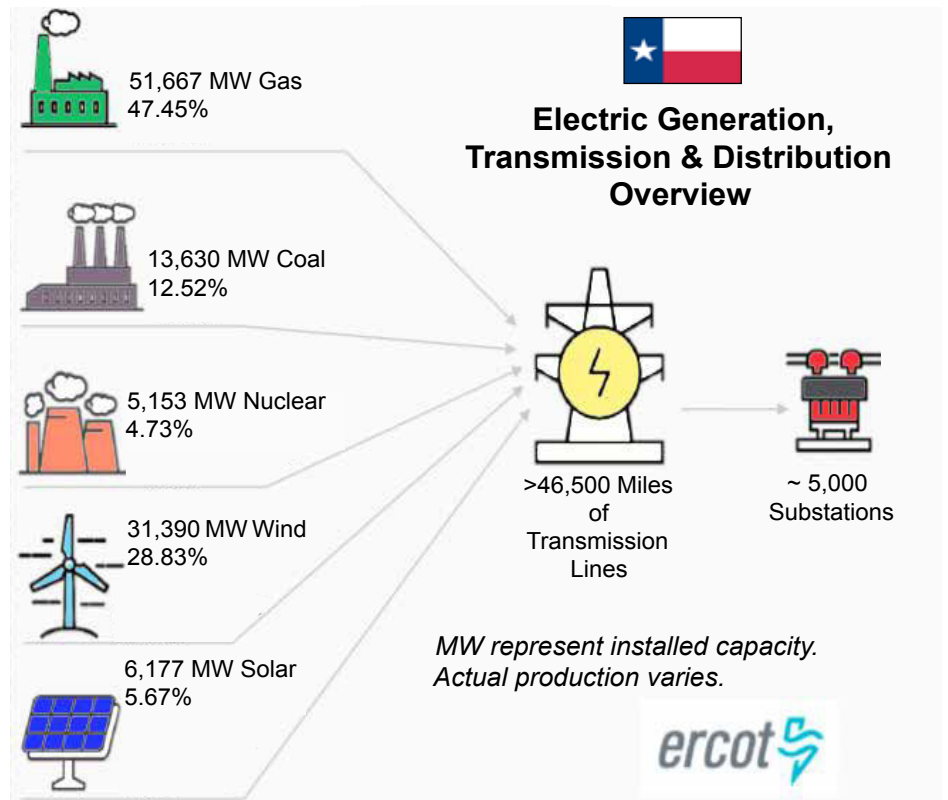 Electric Generation,
Transmission & Distribution
Overview
51,667 MW Gas
47.45%
13,630 MW Coal
12.52%
5,153 MW Nuclear
4.73%
31,390 MW Wind
28.83%
6,177 MW Solar
5.67%
>46,500 Miles
of
Transmission
Lines
~ 5,000
Substations
MW represent installed capacity.
Actual production varies.
ercot